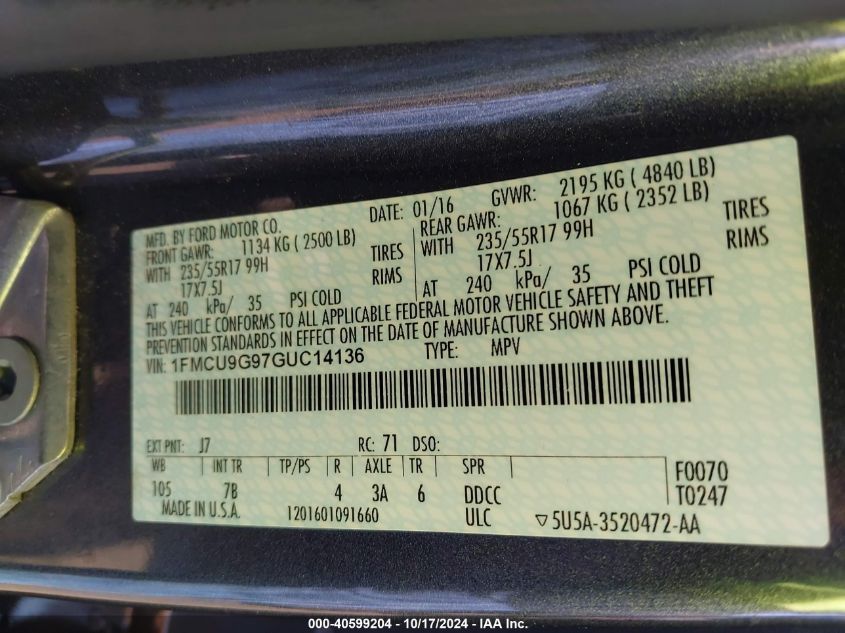 MFD. BY FORD MOTOR CO. DATE: 01/16 GVWR: 2195 KG ( 4840 LB)
FRONT GAWR: 1134 KG ( 2500 LB) REAR GAWR: 1067 KG ( 2352 LB)
WITH 235/55R17 99H TIRES WITH 235/55R17 99H TIRES
17X7.5J RIMS 17X7.5J RIMS
AT 240 kPa/ 35 PSI COLD AT 240 kPa/ 35 PSI COLD
THIS VEHICLE CONFORMS TO ALL APPLICABLE FEDERAL MOTOR VEHICLE SAFETY AND THEFT
PREVENTION STANDARDS IN EFFECT ON THE DATE OF MANUFACTURE SHOWN ABOVE.
VIN: 1FMCU9G97GUC14136 TYPE: MPV
EXT PNT: J7 RC: 71 DSO:
WB INT TR TP/PS R AXLE TR SPR F0070
105 7B 4 3A 6 DDCC T0247
MADE IN U.S.A. 1201601091660 ULC ▽5U5A-3520472-AA
000-40599204 - 10/17/2024 - IAA Inc.